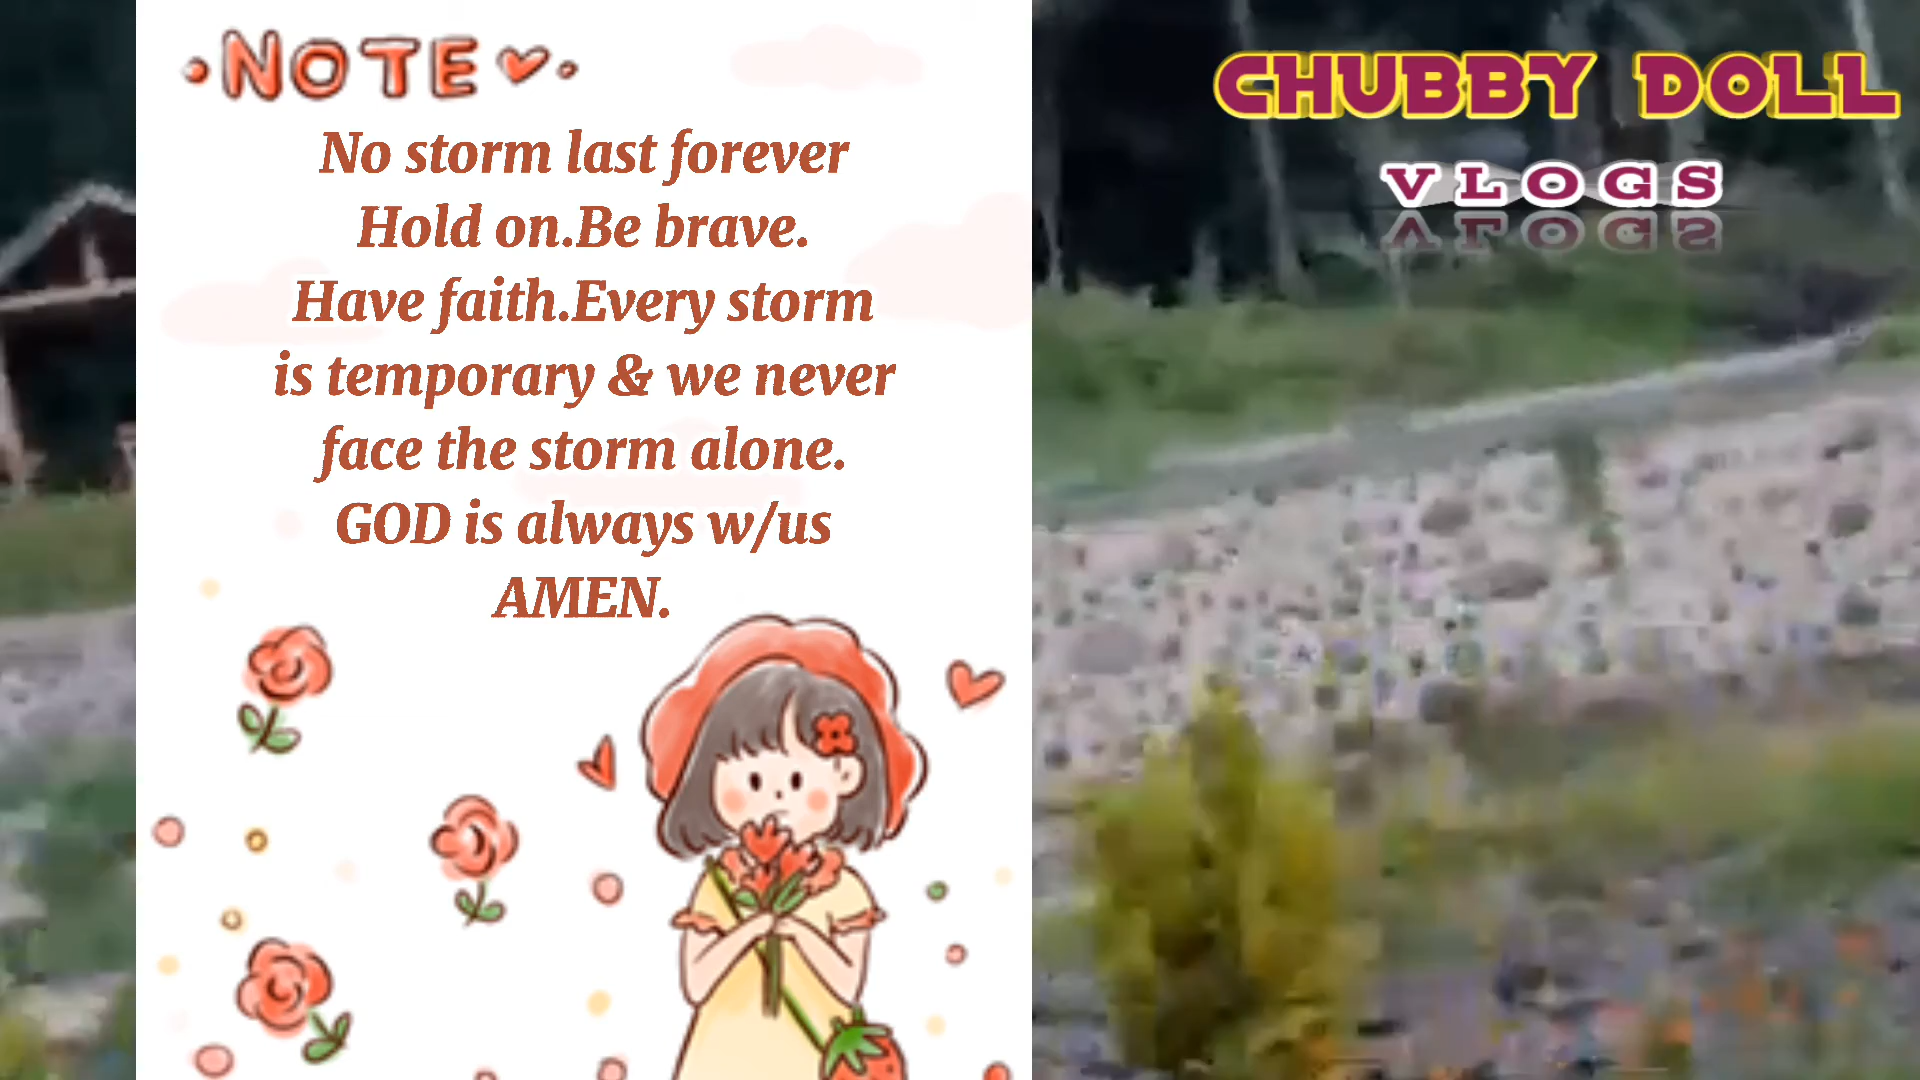 NOTE
No storm last forever
Hold on.Be brave.
Have faith.Every storm
is temporary & we never
face the storm alone.
GOD is always w/us
AMEN.
CHUBBY DOLL
VLOGS